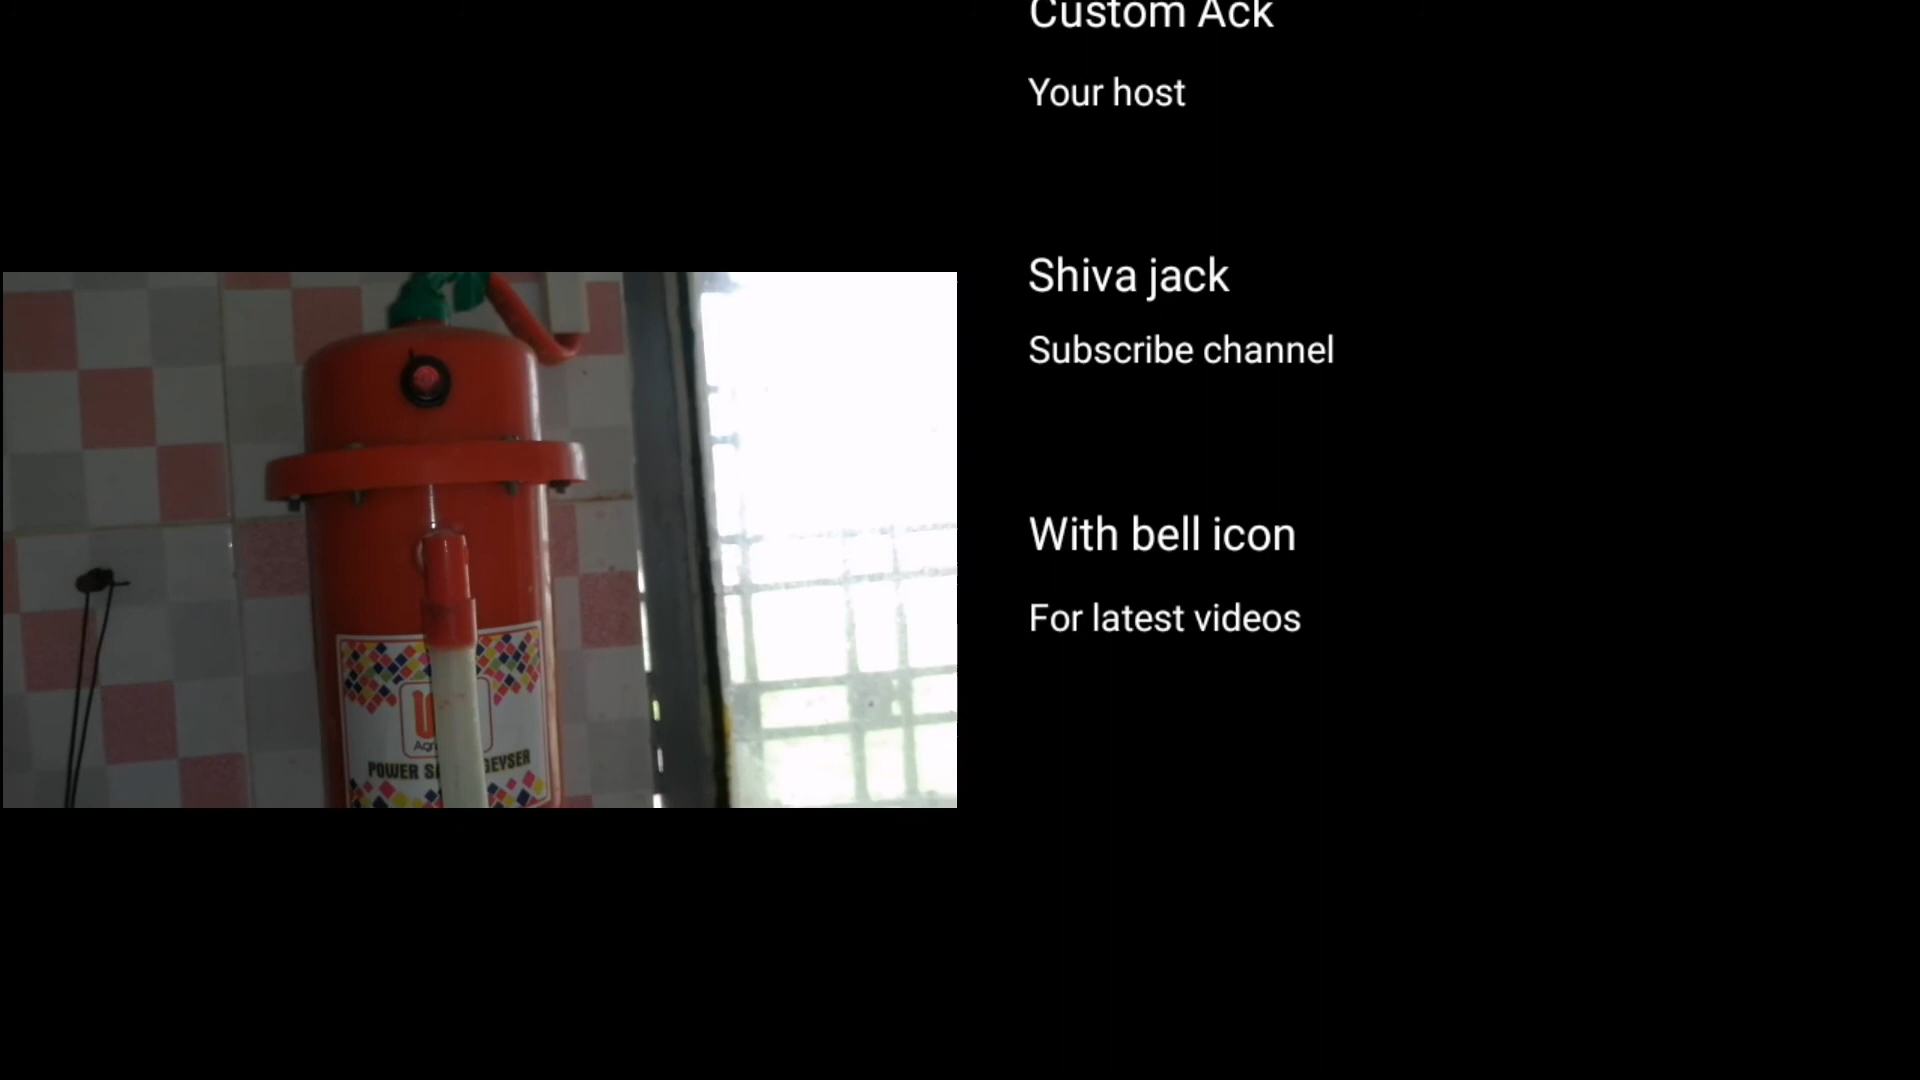 Custom Ack
Your host
Shiva jack
Subscribe channel
With bell icon
For latest videos
POWER
GEYSER